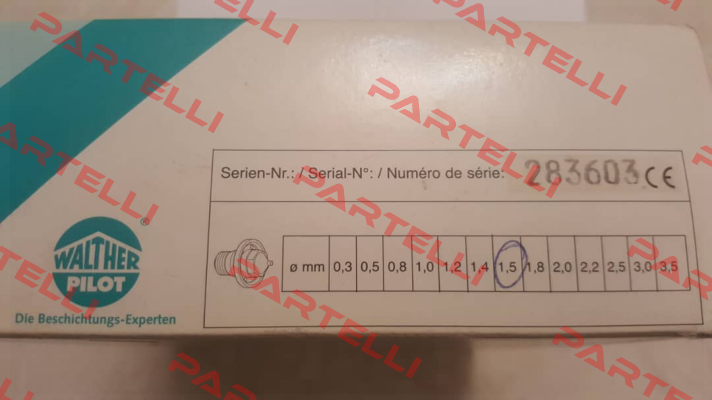 Serien-Nr.: / Serial-N°: / Numéro de série: 283603 CE
ø mm 0,3 0,5 0,8 1,0 1,2 1,4 1,5 1,8 2,0 2,2 2,5 3,0 3,5
®
WALTHER
PILOT
Die Beschichtungs-Experten
PARTELLI
PARTELLI
PARTELLI
PARTELLI
PARTELLI
PARTELLI
PARTELLI
PARTELLI